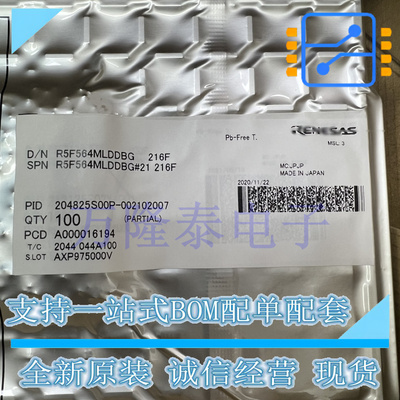 Pb-Free T.
RENESAS
MSL 3
D/N R5F564MLDDBG 216F
SPN R5F564MLDDBG#21 216F
MC JPJP
MADE IN JAPAN
2020/11/22
PID 204825S00P-002102007
QTY 100 (PARTIAL)
PCD A000016194
T/C 2044 044A100
SLOT AXP975000V
万隆泰电子
支持一站式BOM配单配套
全新原装 诚信经营 现货